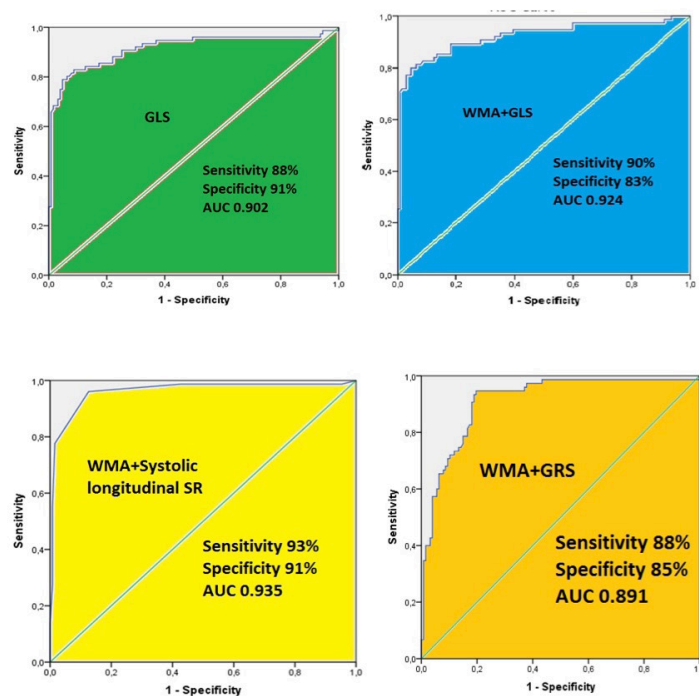 1,0
0,8
0,6
0,4
0,2
0,0
Sensitivity
GLS
Sensitivity 88%
Specificity 91%
AUC 0.902
0,0 0,2 0,4 0,6 0,8 1,0
1 - Specificity
1,0
0,8
0,6
0,4
0,2
0,0
Sensitivity
WMA+GLS
Sensitivity 90%
Specificity 83%
AUC 0.924
0,0 0,2 0,4 0,6 0,8 1,0
1 - Specificity
1,0
0,8
0,6
0,4
0,2
0,0
Sensitivity
WMA+Systolic
longitudinal SR
Sensitivity 93%
Specificity 91%
AUC 0.935
0,0 0,2 0,4 0,6 0,8 1,0
1 - Specificity
1,0
0,8
0,6
0,4
0,2
0,0
Sensitivity
WMA+GRS
Sensitivity 88%
Specificity 85%
AUC 0.891
0,0 0,2 0,4 0,6 0,8
1 - Specificity